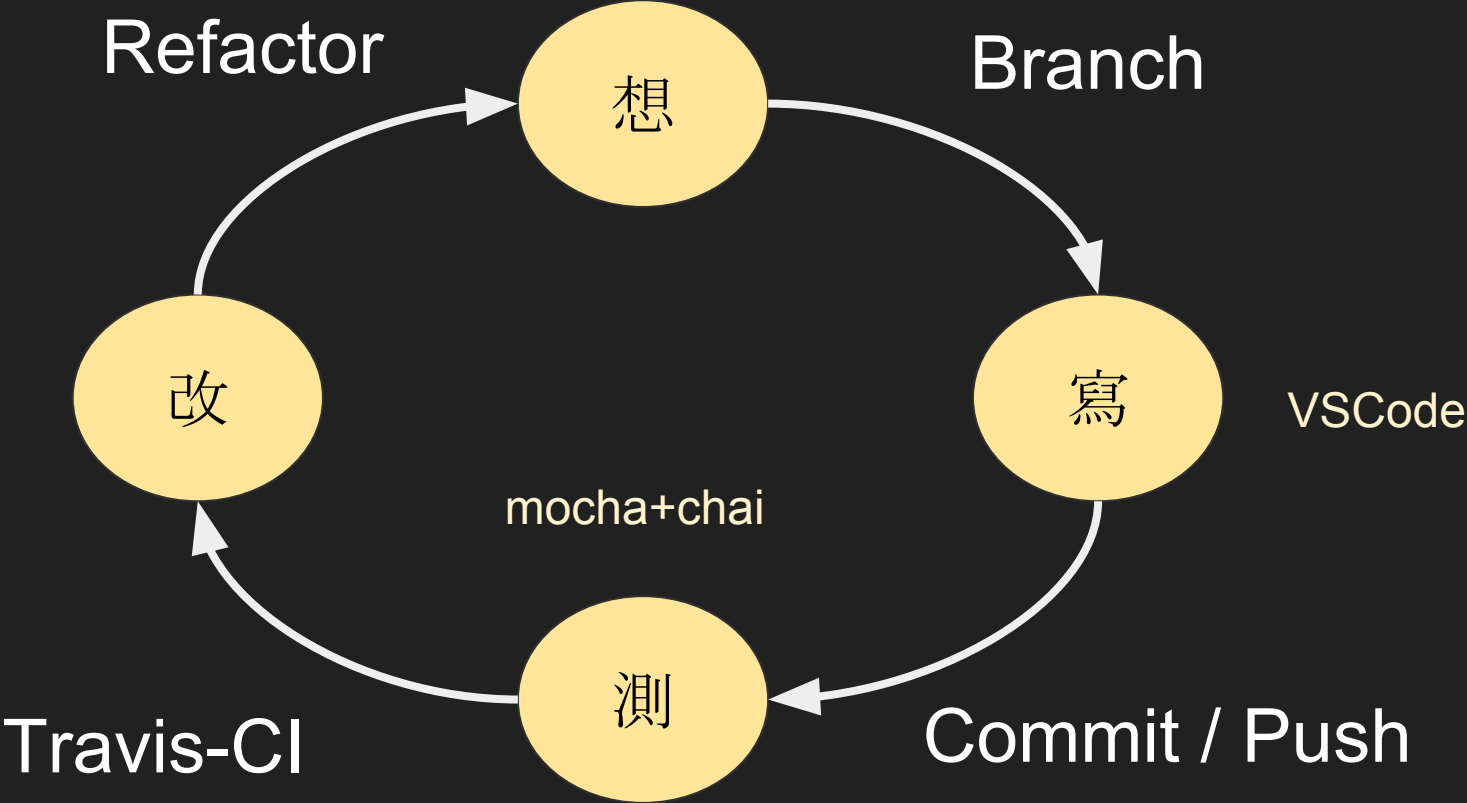 Refactor
想
Branch
改
寫
VSCode
mocha+chai
測
Travis-CI
Commit / Push